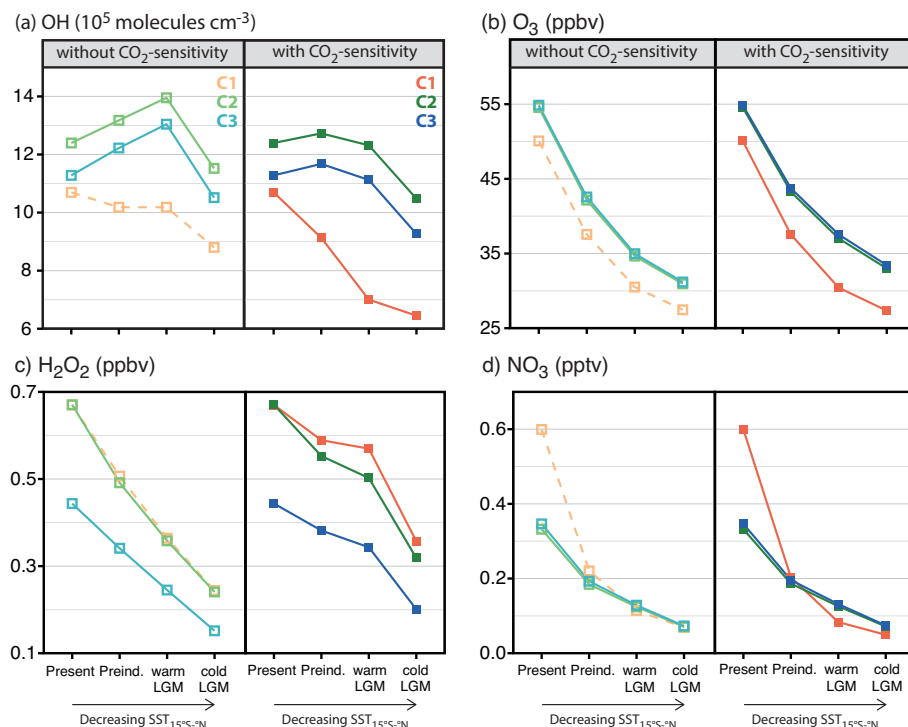 (a) OH (10⁵ molecules cm⁻³)
without CO₂-sensitivity
with CO₂-sensitivity
C1
C2
C3
C1
C2
C3
14
12
10
8
6
(b) O₃ (ppbv)
without CO₂-sensitivity
with CO₂-sensitivity
55
45
35
25
c) H₂O₂ (ppbv)
0.7
0.5
0.3
0.1
Present Preind. warm LGM cold LGM
Present Preind. warm LGM cold LGM
Decreasing SST₁₅°S-°N
Decreasing SST₁₅°S-°N
d) NO₃ (pptv)
0.6
0.4
0.2
0.0
Present Preind. warm LGM cold LGM
Present Preind. warm LGM cold LGM
Decreasing SST₁₅°S-°N
Decreasing SST₁₅°S-°N